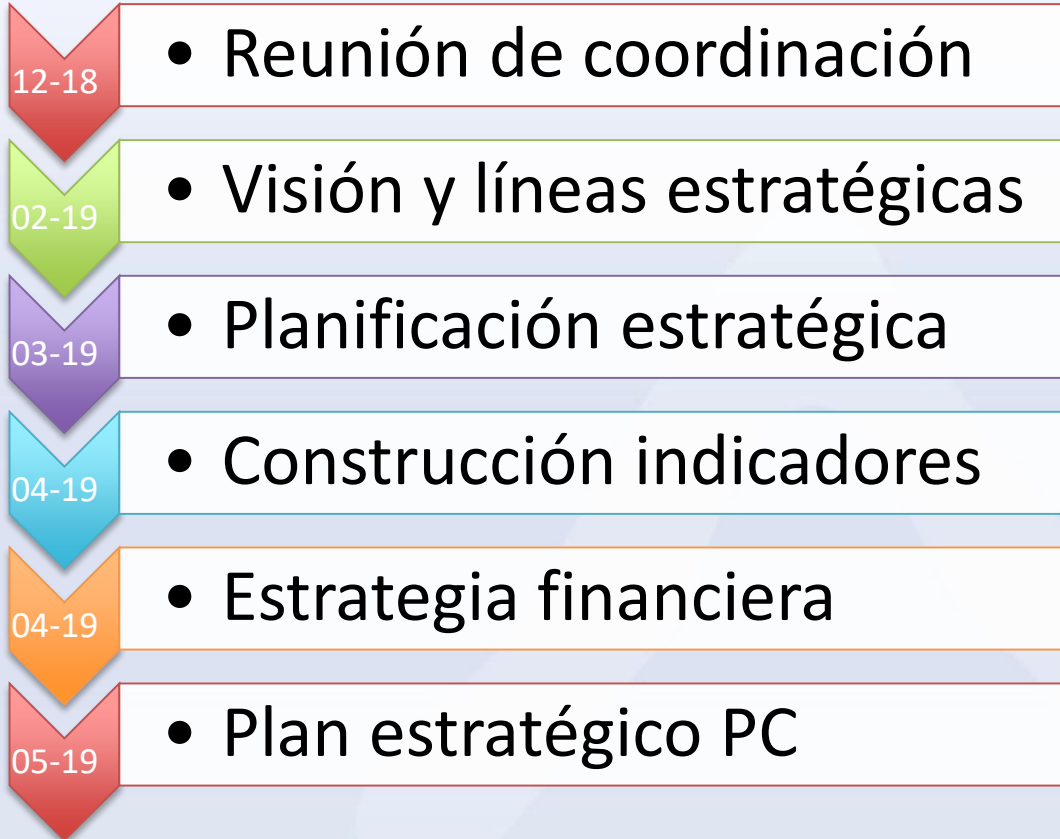 12-18
• Reunión de coordinación
02-19
• Visión y líneas estratégicas
03-19
• Planificación estratégica
04-19
• Construcción indicadores
04-19
• Estrategia financiera
05-19
• Plan estratégico PC